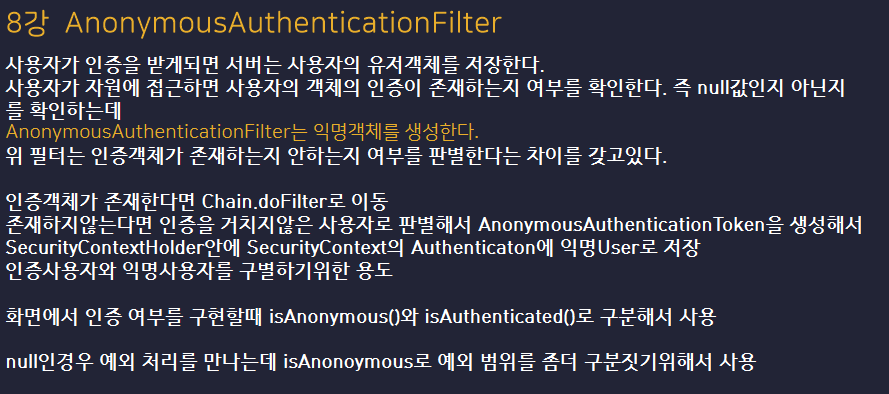 8강 AnonymousAuthenticationFilter
사용자가 인증을 받게되면 서버는 사용자의 유저객체를 저장한다.
사용자가 자원에 접근하면 사용자의 객체의 인증이 존재하는지 여부를 확인한다. 즉 null값인지 아닌지
를 확인하는데
AnonymousAuthenticationFilter는 익명객체를 생성한다.
위 필터는 인증객체가 존재하는지 안하는지 여부를 판별한다는 차이를 갖고있다.
인증객체가 존재한다면 Chain.doFilter로 이동
존재하지않는다면 인증을 거치지않은 사용자로 판별해서 AnonymousAuthenticationToken을 생성해서
SecurityContextHolder안에 SecurityContext의 Authenticaton에 익명User로 저장
인증사용자와 익명사용자를 구별하기위한 용도
화면에서 인증 여부를 구현할때 isAnonymous()와 isAuthenticated()로 구분해서 사용
null인경우 예외 처리를 만나는데 isAnonoymous로 예외 범위를 좀더 구분짓기위해서 사용